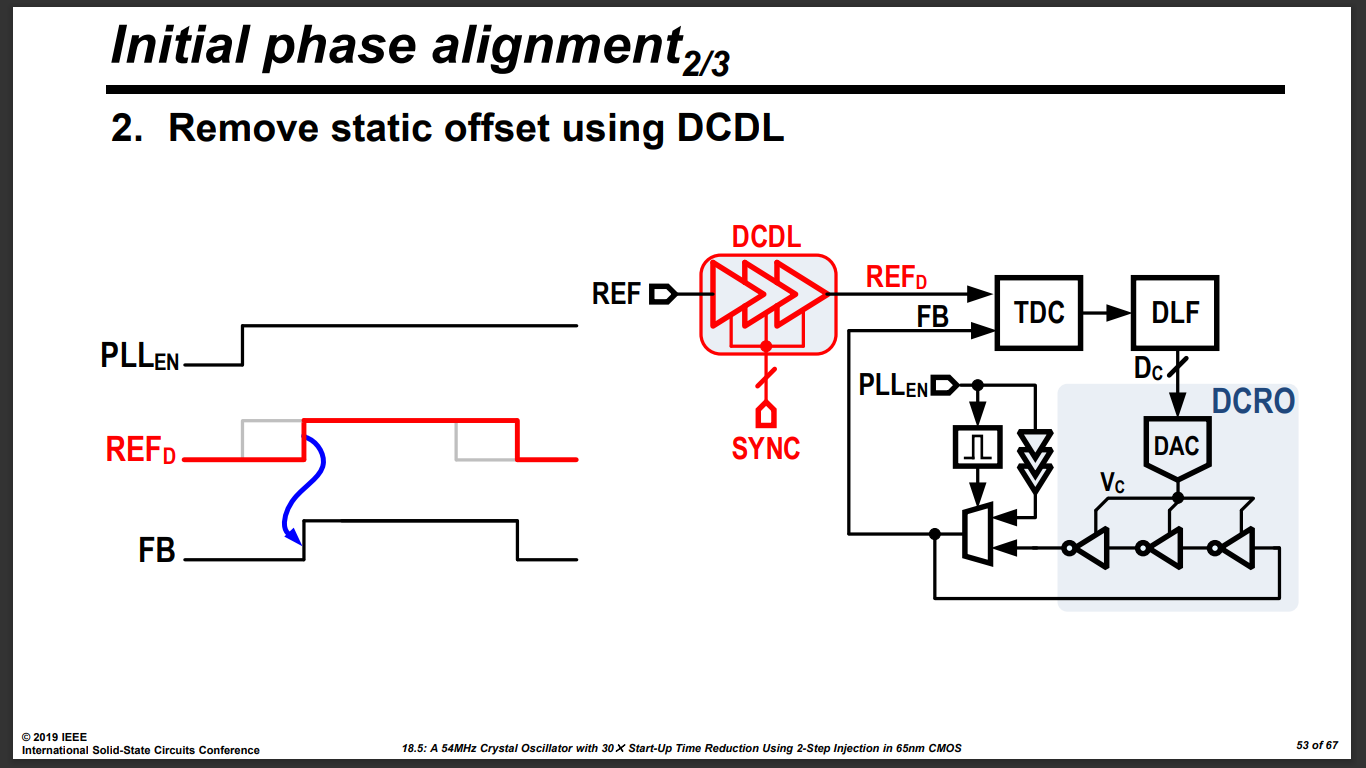 Initial phase alignment2/3
2. Remove static offset using DCDL
DCDL
REF
REFD
FB
TDC
DLF
SYNC
PLLEN
DC
DCRO
DAC
VC
PLLEN
REFD
FB
© 2019 IEEE
International Solid-State Circuits Conference
18.5: A 54MHz Crystal Oscillator with 30✕ Start-Up Time Reduction Using 2-Step Injection in 65nm CMOS
53 of 67